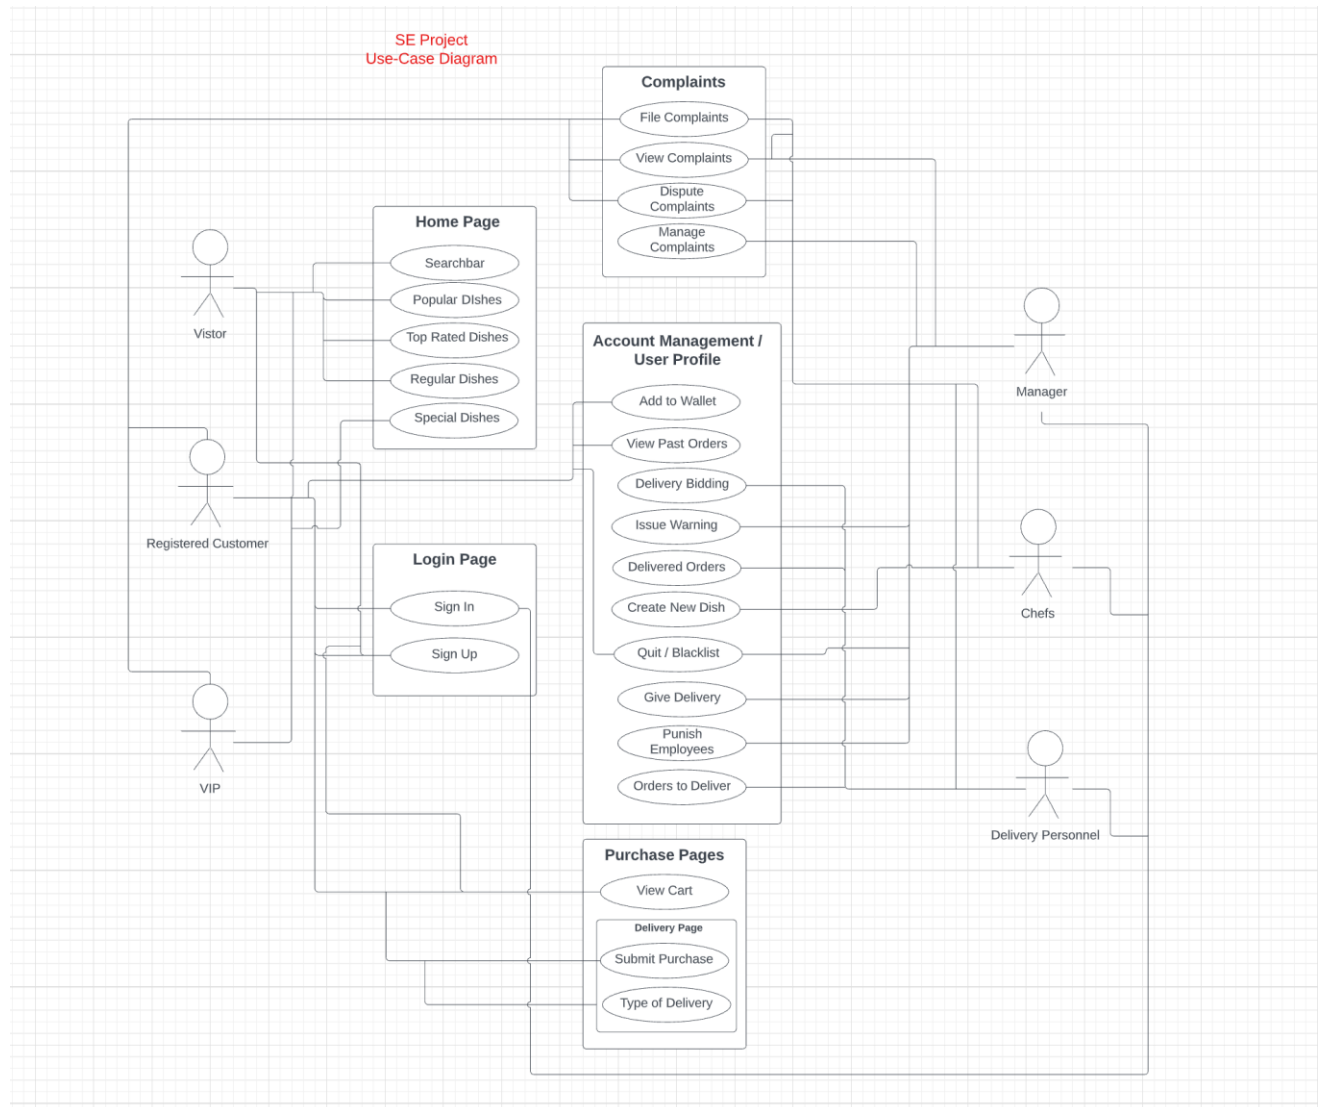 SE Project
Use-Case Diagram
Complaints
File Complaints
View Complaints
Dispute
Complaints
Manage
Complaints
Home Page
Searchbar
Popular DIshes
Top Rated Dishes
Regular Dishes
Special Dishes
Vistor
Registered Customer
VIP
Login Page
Sign In
Sign Up
Account Management /
User Profile
Add to Wallet
View Past Orders
Delivery Bidding
Issue Warning
Delivered Orders
Create New Dish
Quit / Blacklist
Give Delivery
Punish
Employees
Orders to Deliver
Manager
Chefs
Delivery Personnel
Purchase Pages
View Cart
Delivery Page
Submit Purchase
Type of Delivery